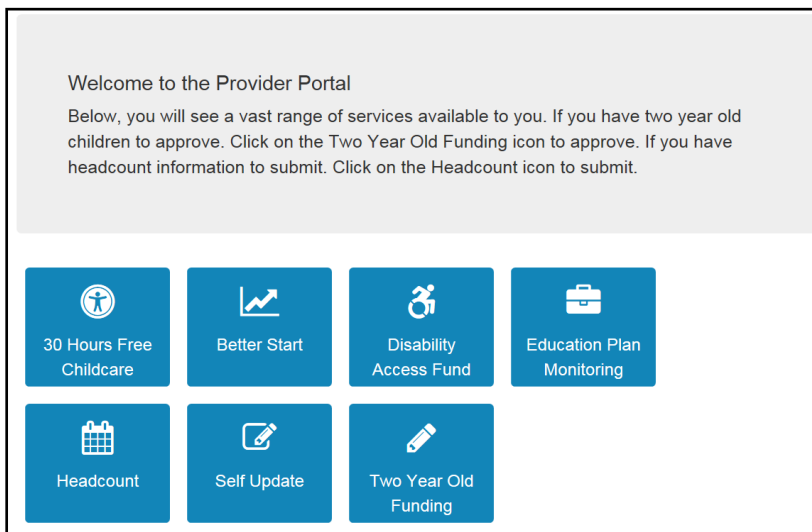 Welcome to the Provider Portal
Below, you will see a vast range of services available to you. If you have two year old
children to approve. Click on the Two Year Old Funding icon to approve. If you have
headcount information to submit. Click on the Headcount icon to submit.
30 Hours Free
Childcare
Better Start
Disability
Access Fund
Education Plan
Monitoring
Headcount
Self Update
Two Year Old
Funding